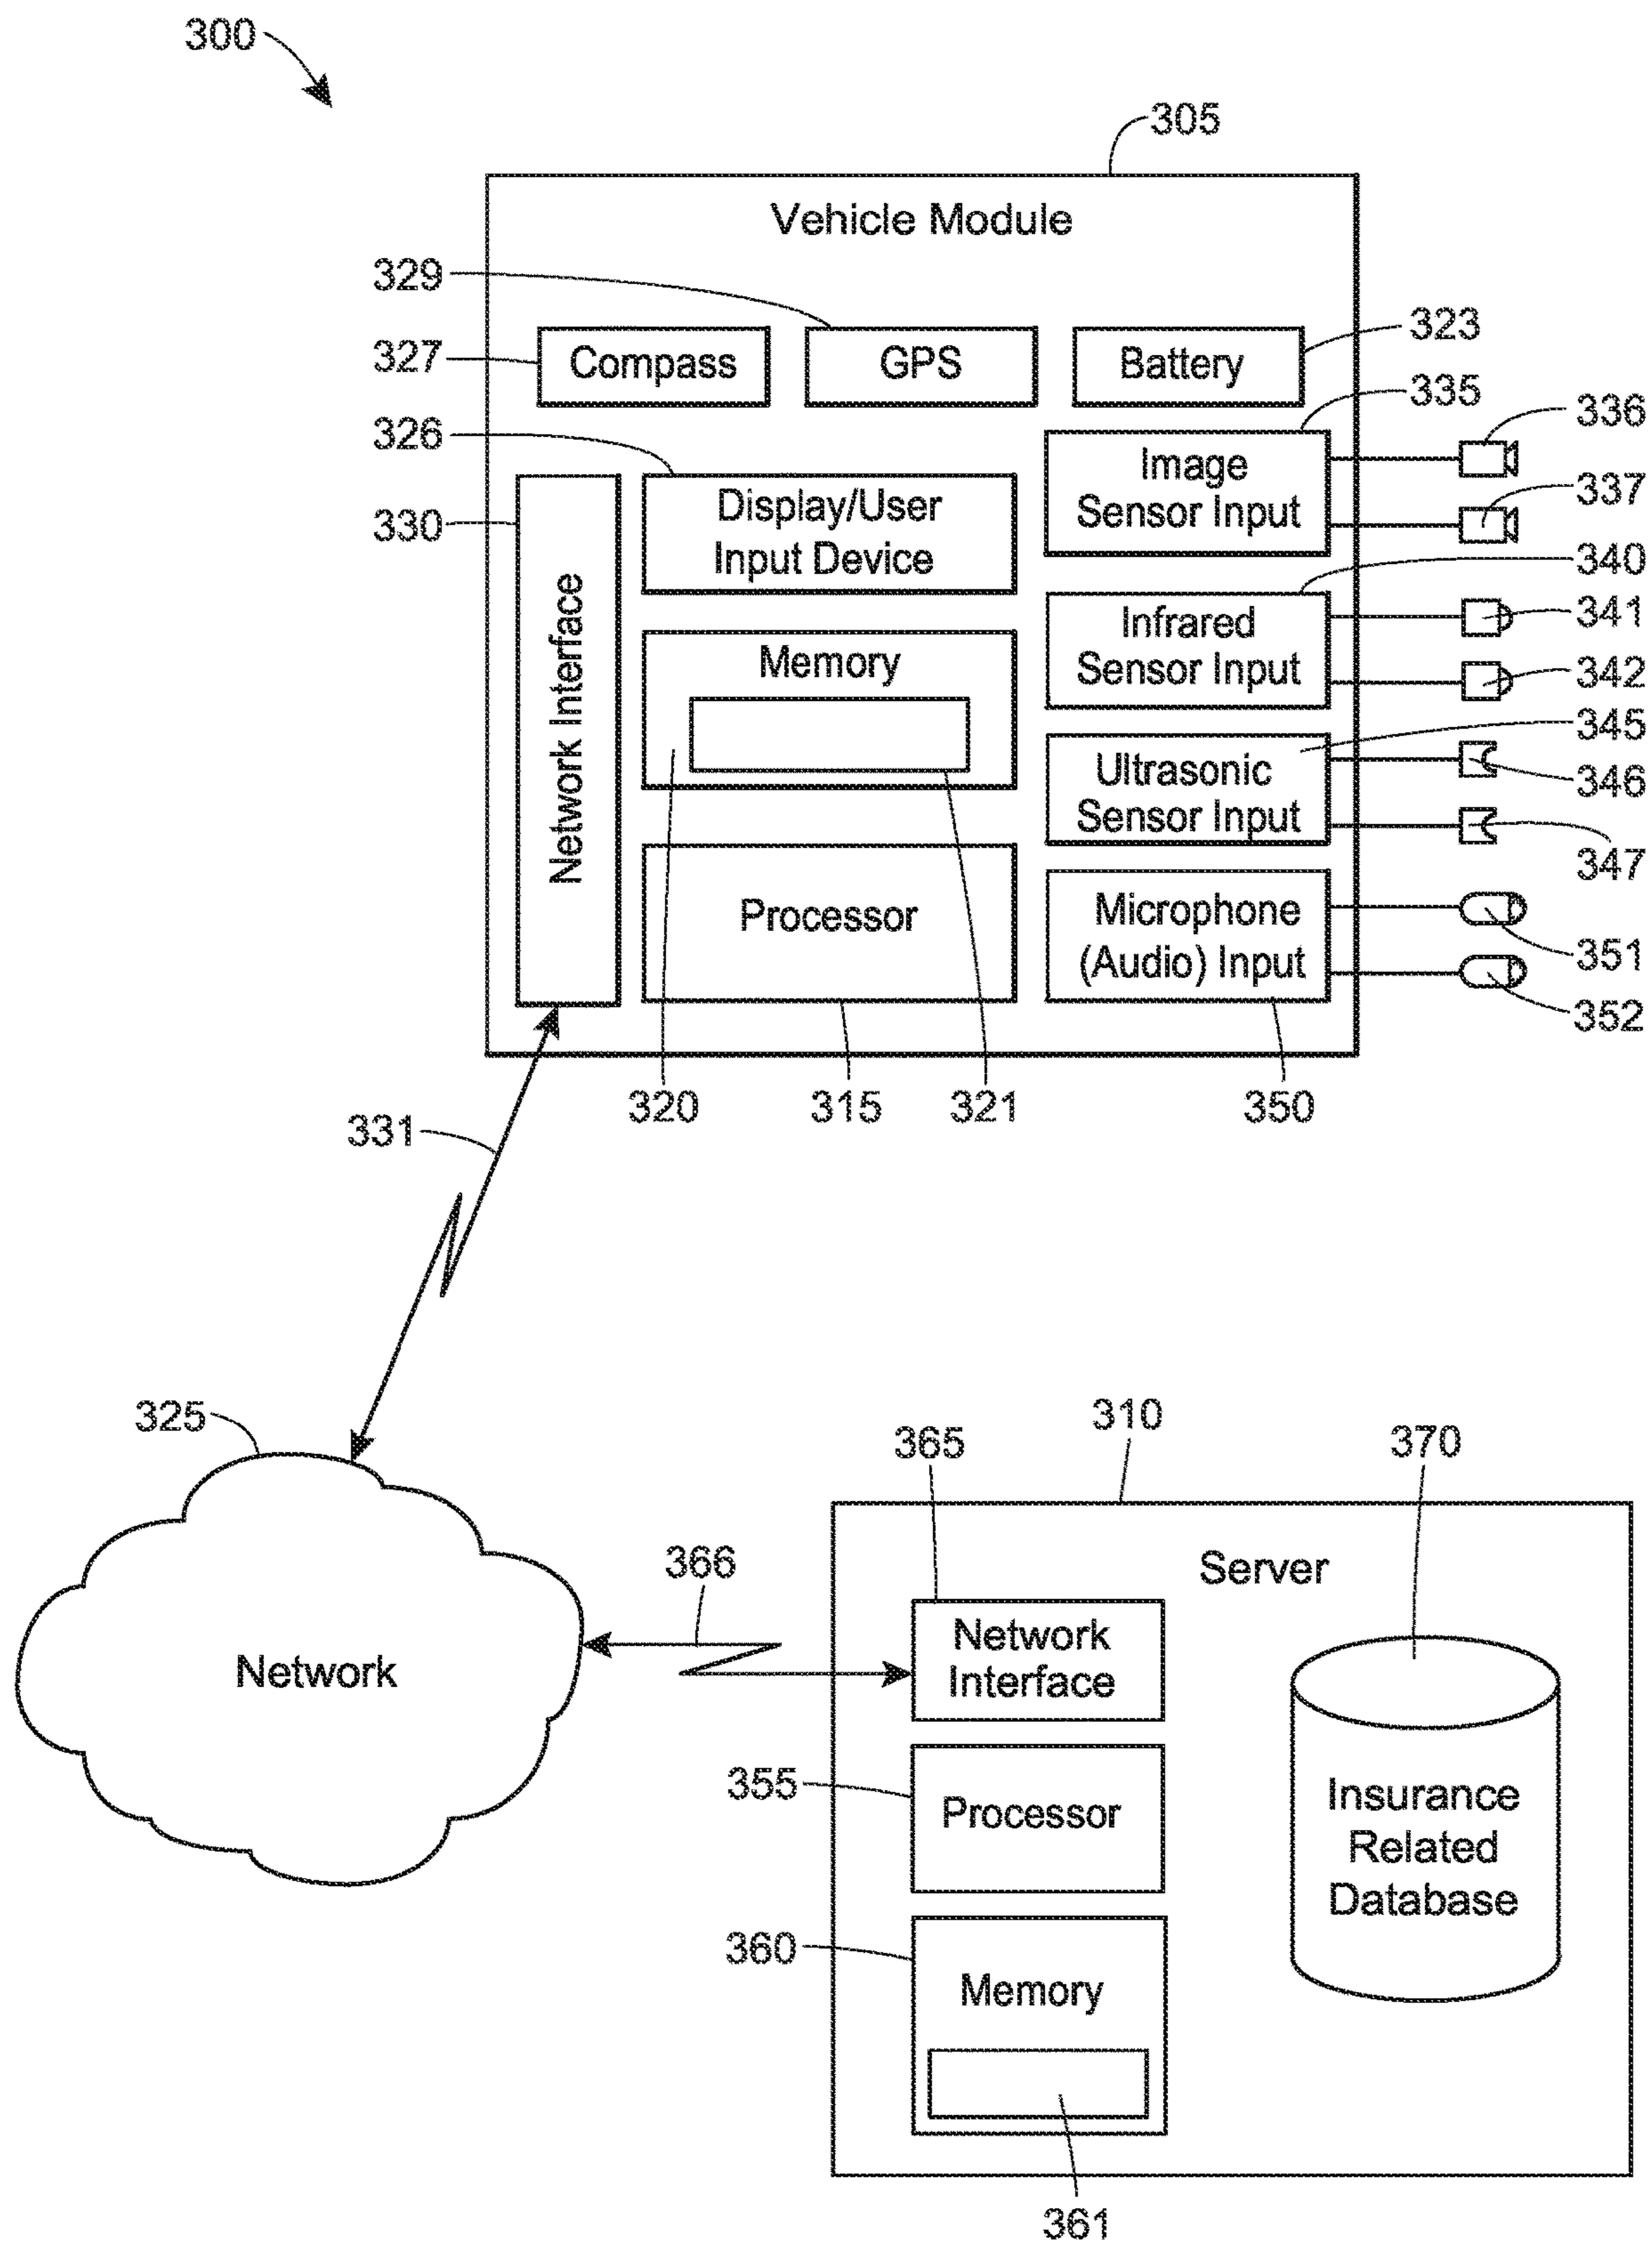 300
305
Vehicle Module
329
327
Compass
GPS
Battery
323
335
326
336
Image
Sensor Input
337
330
Display/User
Input Device
340
Network Interface
Infrared
Sensor Input
341
Memory
342
345
Ultrasonic
Sensor Input
346
347
Processor
Microphone
(Audio) Input
351
352
320
315
321
350
331
325
310
365
370
Server
366
Network
Network
Interface
355
Processor
Insurance
Related
Database
360
Memory
361